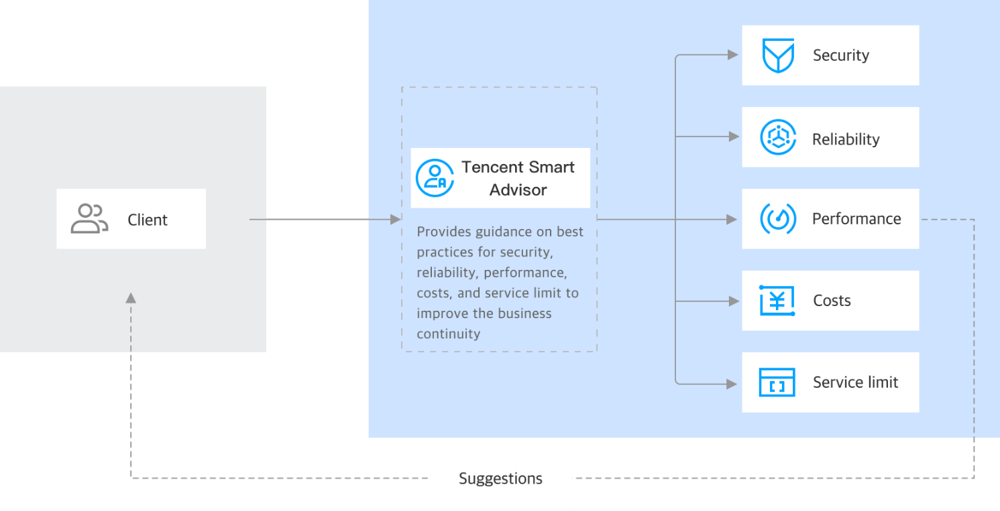 Client
Tencent Smart
Advisor
Provides guidance on best
practices for security,
reliability, performance,
costs, and service limit to
improve the business
continuity
Security
Reliability
Performance
Costs
Service limit
Suggestions